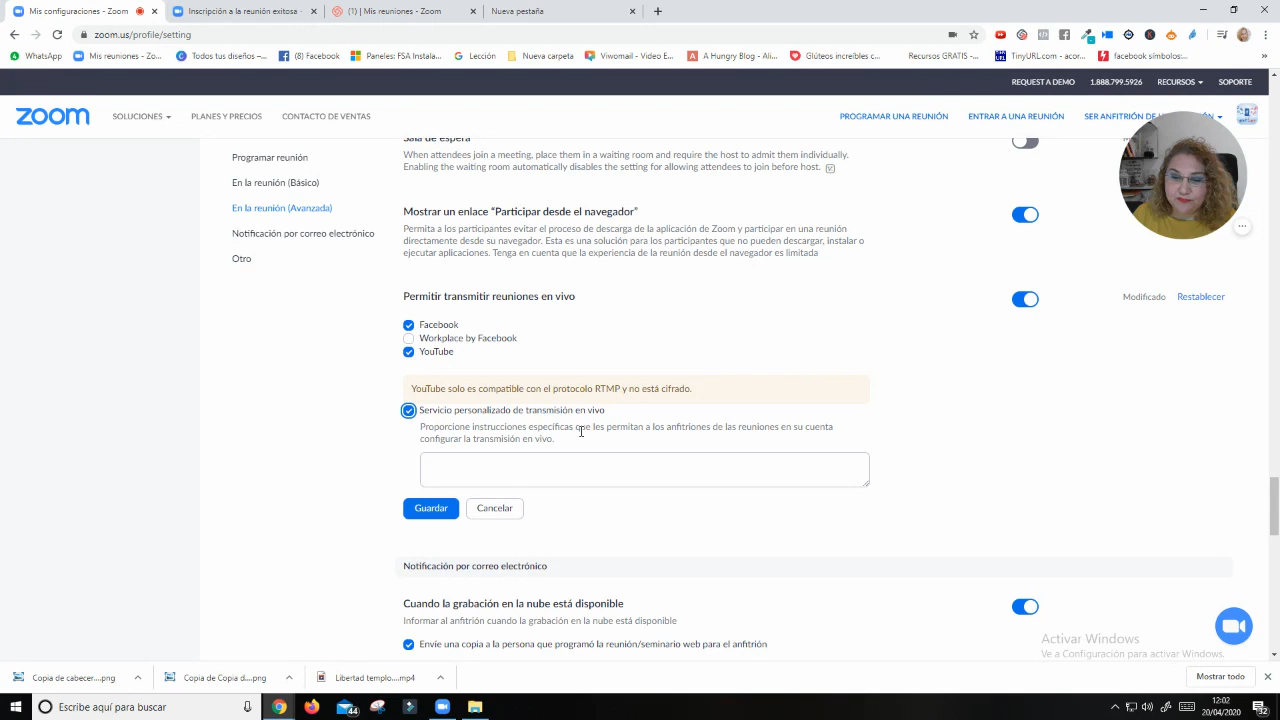 Mis configuraciones - Zoom
Inscripción a la reunión exitosa -
(1) | Mis reuniones - Zoom
Nueva pestaña
zoom.us/profile/setting
WhatsApp
Mis reuniones - Zo...
Todos tus diseños –...
(8) Facebook
Paneles: FSA Instala...
Lección
Nueva carpeta
Viwomail - Video E...
A Hungry Blog - Ali...
Glúteos increíbles c...
Recursos GRATIS -...
TinyURL.com - acor...
facebook símbolos:...
REQUEST A DEMO
1.888.799.5926
RECURSOS
SOPORTE
zoom
SOLUCIONES
PLANES Y PRECIOS
CONTACTO DE VENTAS
PROGRAMAR UNA REUNIÓN
ENTRAR A UNA REUNIÓN
SER ANFITRIÓN DE
Programar reunión
En la reunión (Básico)
En la reunión (Avanzada)
Notificación por correo electrónico
Otro
Sala de espera
When attendees join a meeting, place them in a waiting room and require the host to admit them individually.
Enabling the waiting room automatically disables the setting for allowing attendees to join before host.
Mostrar un enlace “Participar desde el navegador”
Permita a los participantes evitar el proceso de descarga de la aplicación de Zoom y participar en una reunión
directamente desde su navegador. Esta es una solución para los participantes que no pueden descargar, instalar o
ejecutar aplicaciones. Tenga en cuenta que la experiencia de la reunión desde el navegador es limitada
Permitir transmitir reuniones en vivo
Modificado
Restablecer
Facebook
Workplace by Facebook
YouTube
YouTube solo es compatible con el protocolo RTMP y no está cifrado.
Servicio personalizado de transmisión en vivo
Proporcione instrucciones específicas que les permitan a los anfitriones de las reuniones en su cuenta
configurar la transmisión en vivo.
Guardar
Cancelar
Notificación por correo electrónico
Cuando la grabación en la nube está disponible
Informar al anfitrión cuando la grabación en la nube está disponible
Envíe una copia a la persona que programó la reunión/seminario web para el anfitrión
Activar Windows
Ve a Configuración para activar Windows.
Copia de cabecer....png
Copia de Copia d....png
Libertad templo....mp4
Mostrar todo
Escribe aquí para buscar
44
12:02
20/04/2020
32